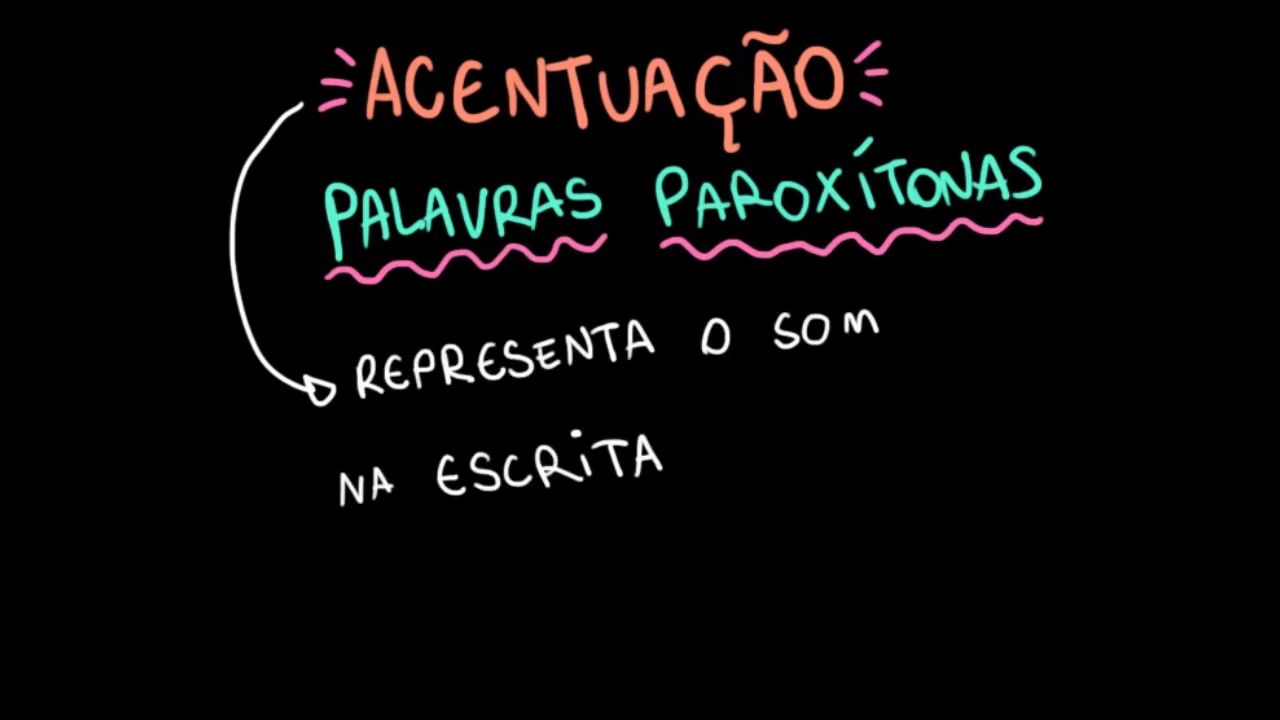 ACENTUAÇÃO
PALAVRAS PAROXÍTONAS
REPRESENTA O SOM
NA ESCRITA